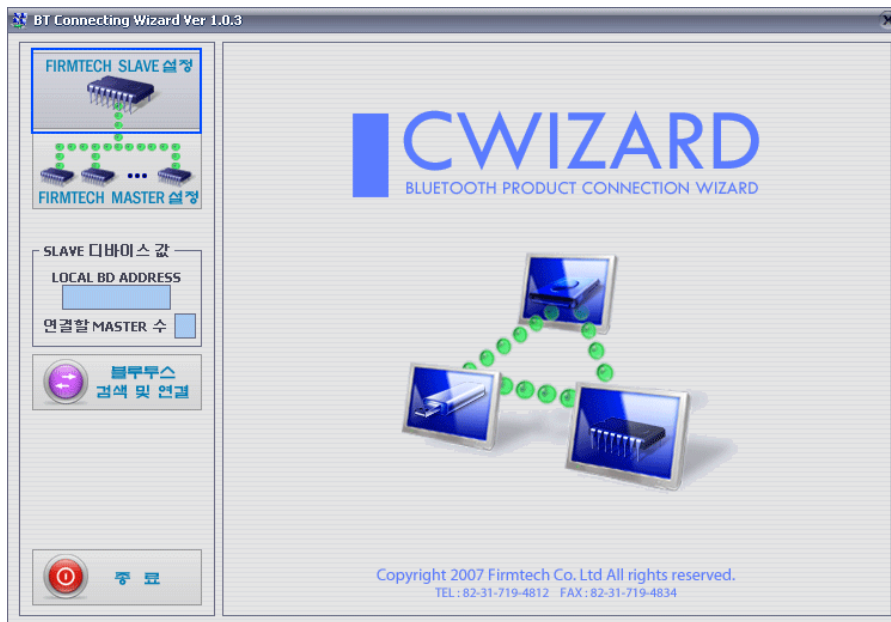 BT Connecting Wizard Ver 1.0.3
FIRMTECH SLAVE 설정
FIRMTECH MASTER 설정
SLAVE 디바이스 값
LOCAL BD ADDRESS
연결할 MASTER 수
블루투스
검색 및 연결
종 료
CWIZARD
BLUETOOTH PRODUCT CONNECTION WIZARD
Copyright 2007 Firmtech Co. Ltd All rights reserved.
TEL : 82-31-719-4812 FAX : 82-31-719-4834